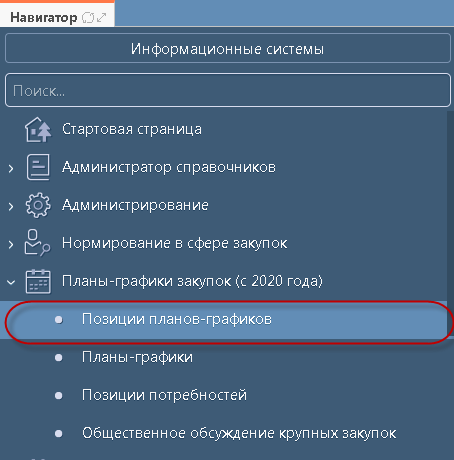 Навигатор
Информационные системы
Поиск...
Стартовая страница
Администратор справочников
Администрирование
Нормирование в сфере закупок
Планы-графики закупок (с 2020 года)
Позиции планов-графиков
Планы-графики
Позиции потребностей
Общественное обсуждение крупных закупок